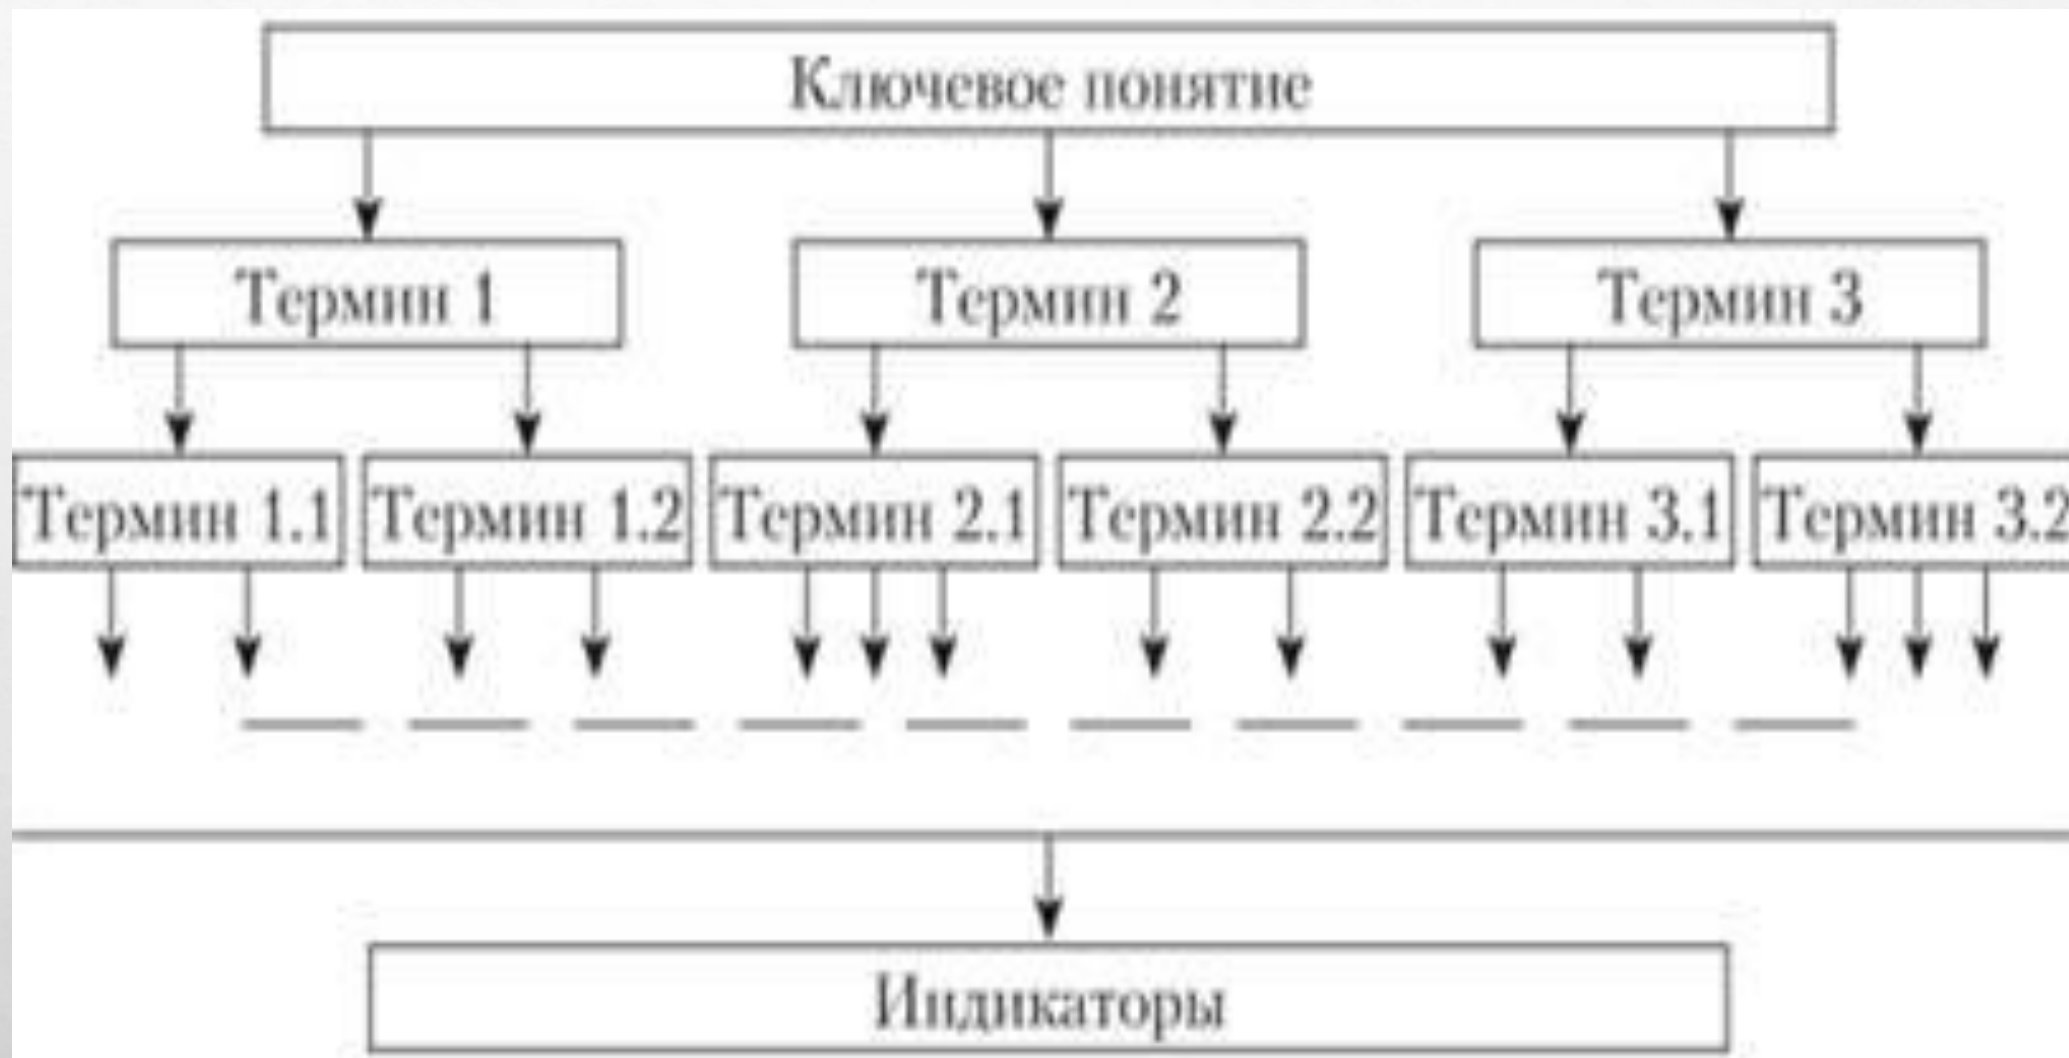 Ключевое понятие
Термин 1 Термин 2 Термин 3
Термин 1.1 Термин 1.2 Термин 2.1 Термин 2.2 Термин 3.1 Термин 3.2
Индикаторы